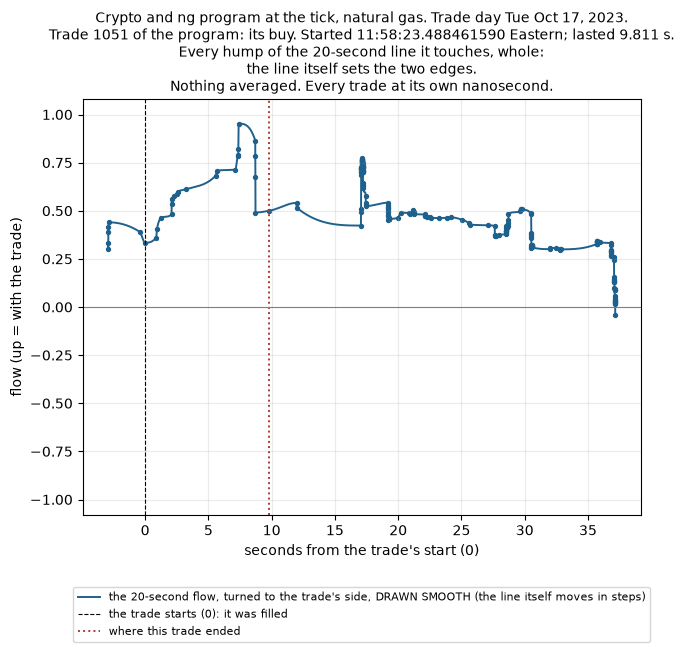 Crypto and ng program at the tick, natural gas. Trade day Tue Oct 17, 2023.
Trade 1051 of the program: its buy. Started 11:58:23.488461590 Eastern; lasted 9.811 s.
Every hump of the 20-second line it touches, whole:
the line itself sets the two edges.
Nothing averaged. Every trade at its own nanosecond.
flow (up = with the trade)
1.00
0.75
0.50
0.25
0.00
−0.25
−0.50
−0.75
−1.00
0 5 10 15 20 25 30 35
seconds from the trade's start (0)
the 20-second flow, turned to the trade's side, DRAWN SMOOTH (the line itself moves in steps)
the trade starts (0): it was filled
where this trade ended